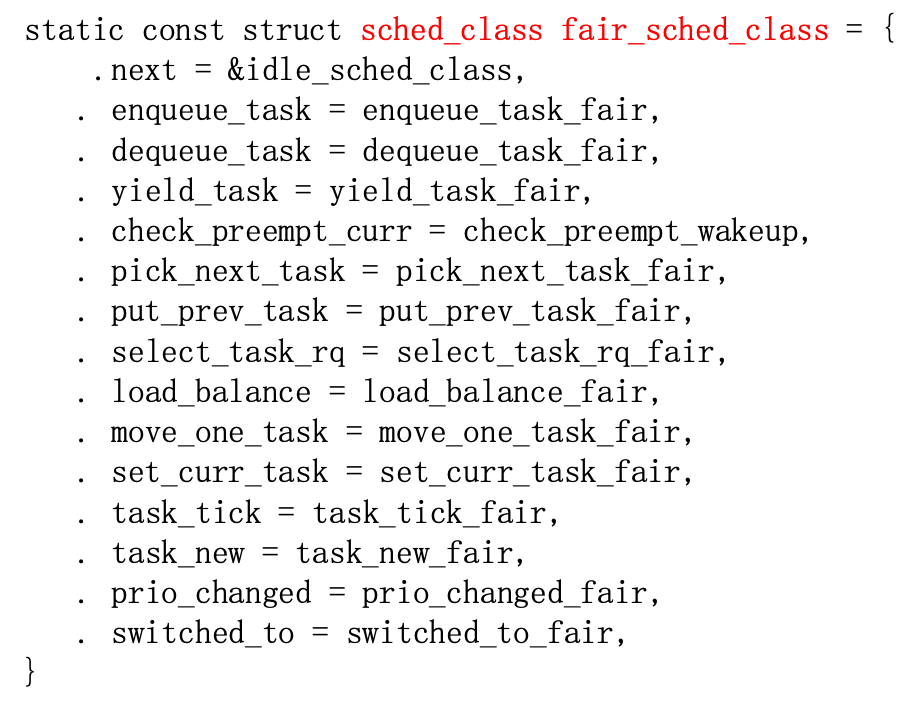 static const struct sched_class fair_sched_class = {
.next = &idle_sched_class,
. enqueue_task = enqueue_task_fair,
. dequeue_task = dequeue_task_fair,
. yield_task = yield_task_fair,
. check_preempt_curr = check_preempt_wakeup,
. pick_next_task = pick_next_task_fair,
. put_prev_task = put_prev_task_fair,
. select_task_rq = select_task_rq_fair,
. load_balance = load_balance_fair,
. move_one_task = move_one_task_fair,
. set_curr_task = set_curr_task_fair,
. task_tick = task_tick_fair,
. task_new = task_new_fair,
. prio_changed = prio_changed_fair,
. switched_to = switched_to_fair,
}